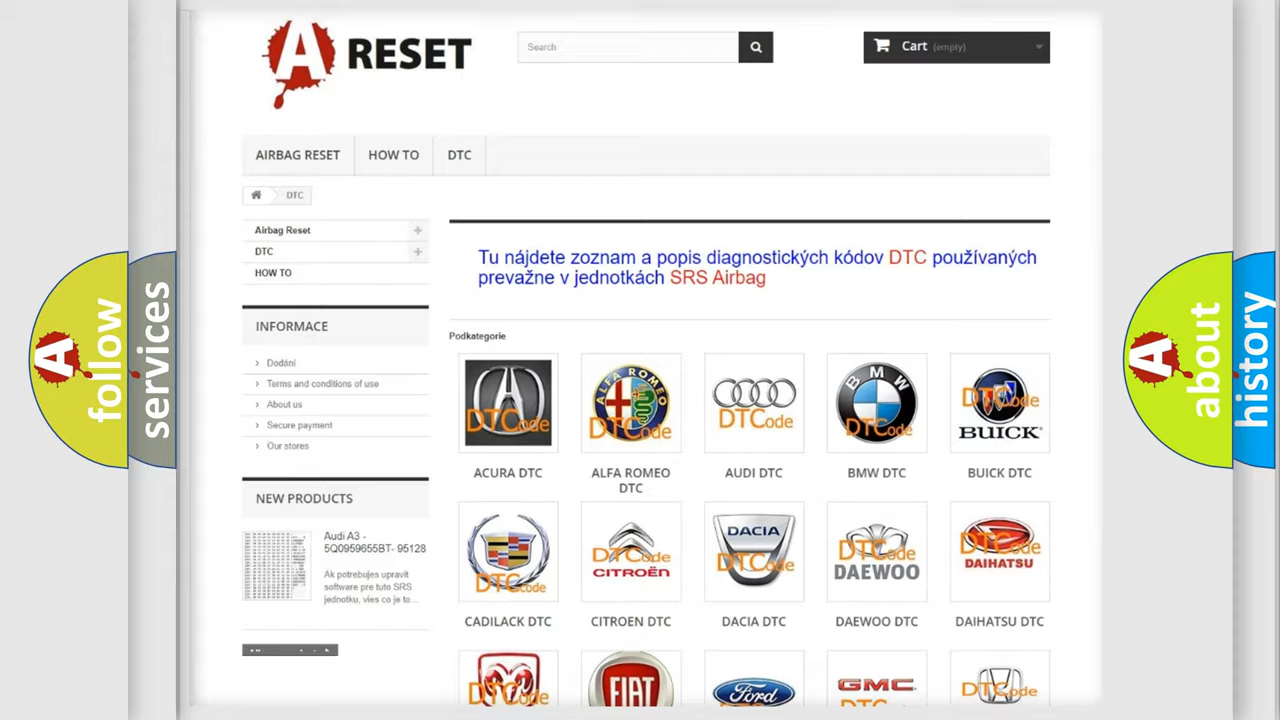 A RESET
Search
Cart (empty)
AIRBAG RESET
HOW TO
DTC
DTC
Airbag Reset
DTC
HOW TO
INFORMACE
Dodání
Terms and conditions of use
About us
Secure payment
Our stores
NEW PRODUCTS
Audi A3 -
5Q0959655BT- 95128
Ak potrebujes upravit
software pre tuto SRS
jednotku, vies co je to...
Tu nájdete zoznam a popis diagnostických kódov DTC používaných
prevažne v jednotkách SRS Airbag
Podkategorie
DTCode
ALFA ROMEO
DTCode
DTCode
BMW
DTCode
DTCode
BUICK
ACURA DTC
ALFA ROMEO
DTC
AUDI DTC
BMW DTC
BUICK DTC
DTCode
DTCode
CITROËN
DACIA
DTCode
DTCode
DAEWOO
DTCode
DAIHATSU
CADILACK DTC
CITROEN DTC
DACIA DTC
DAEWOO DTC
DAIHATSU DTC
DTCode
FIAT
Ford
GMC
DTCode
A follow
services
A about
history